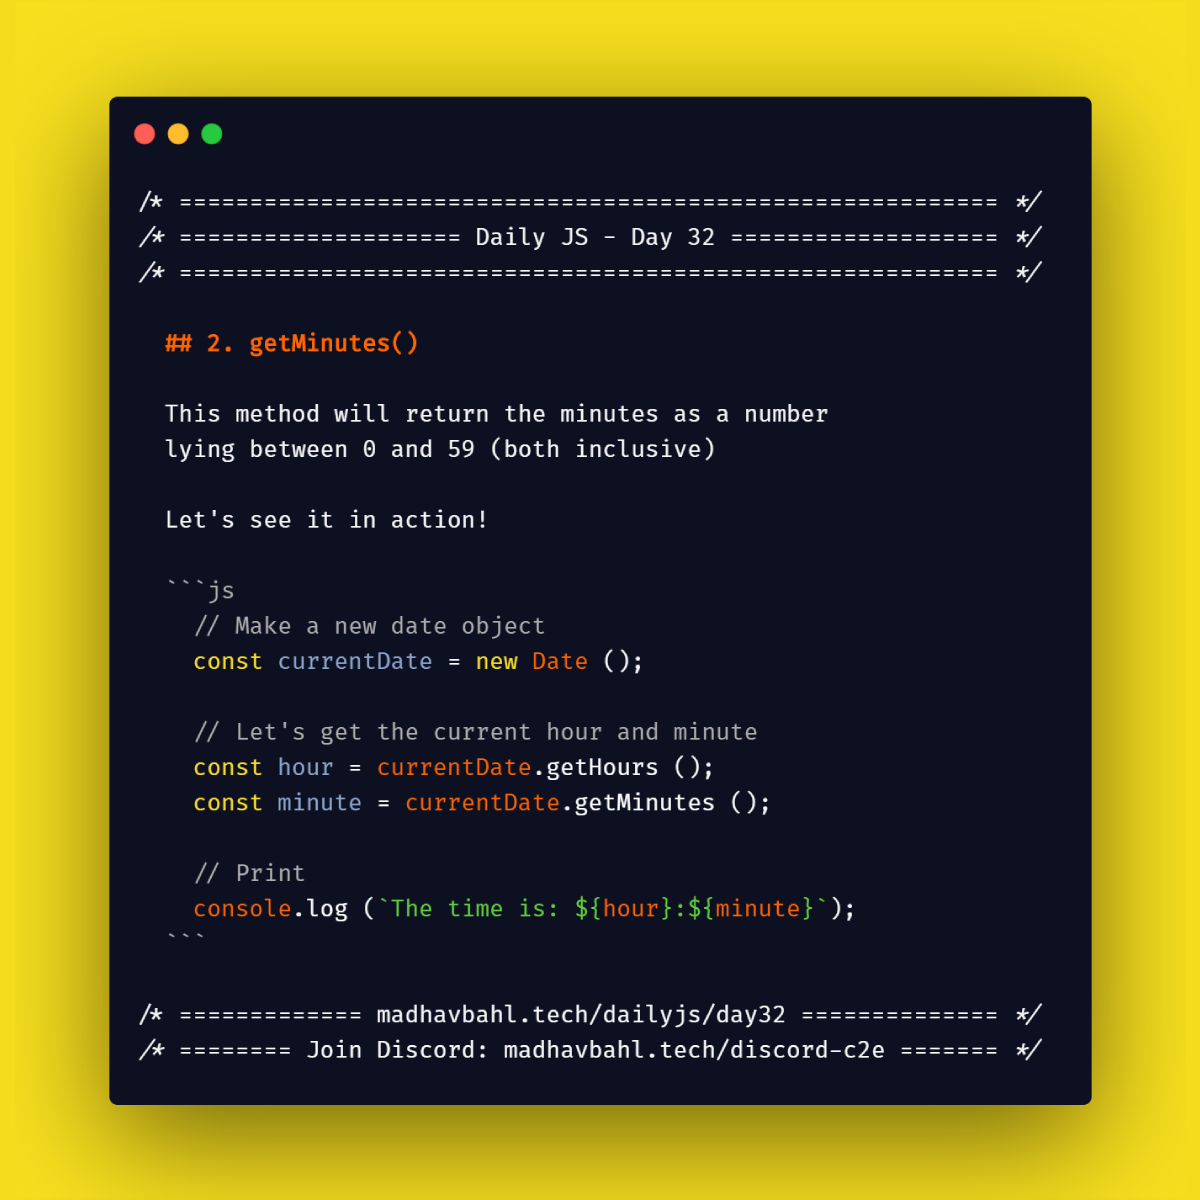 /* ========================================================== */
/* ==================== Daily JS - Day 32 =================== */
/* ========================================================== */
## 2. getMinutes()
This method will return the minutes as a number
lying between 0 and 59 (both inclusive)
Let's see it in action!
```js
// Make a new date object
const currentDate = new Date ();
// Let's get the current hour and minute
const hour = currentDate.getHours ();
const minute = currentDate.getMinutes ();
// Print
console.log (`The time is: ${hour}:${minute}`);
```
/* ============= madhavbahl.tech/dailyjs/day32 ============== */
/* ======== Join Discord: madhavbahl.tech/discord-c2e ======= */